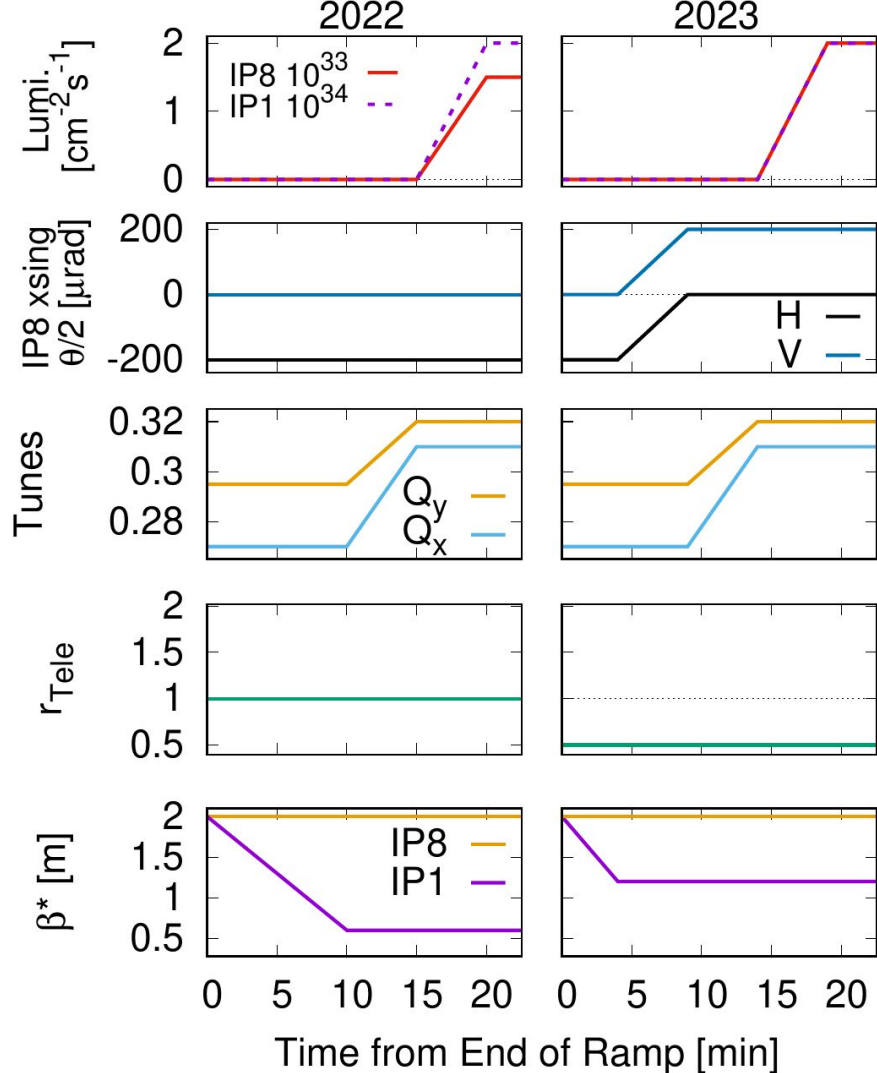 2022 2023
Lumi.
[cm⁻²s⁻¹]
2
1
0
IP8 10³³
IP1 10³⁴
IP8 xsing
θ/2 [μrad]
200
0
-200
H
V
Tunes
0.32
0.3
0.28
Qy
Qx
rTele
2
1.5
1
0.5
β* [m]
2
1.5
1
0.5
IP8
IP1
0 5 10 15 20 0 5 10 15 20
Time from End of Ramp [min]